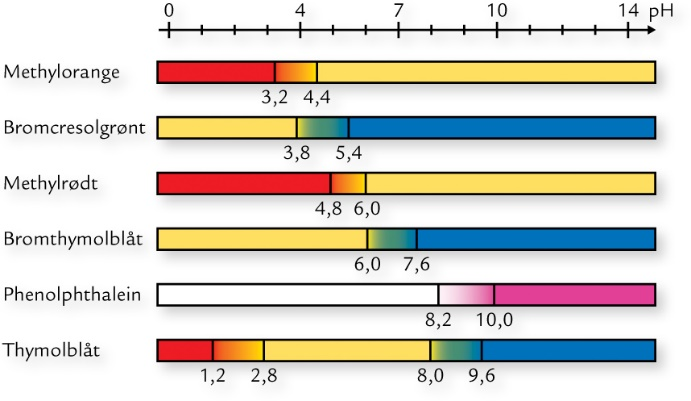 0 4 7 10 14 pH
Methylorange
3,2 4,4
Bromcresolgrønt
3,8 5,4
Methylrødt
4,8 6,0
Bromthymolblåt
6,0 7,6
Phenolphthalein
8,2 10,0
Thymolblåt
1,2 2,8 8,0 9,6